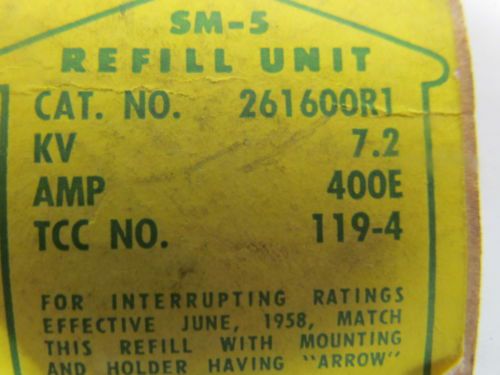 SM-5
REFILL UNIT
CAT. NO. 261600R1
KV 7.2
AMP 400E
TCC NO. 119-4
FOR INTERRUPTING RATINGS
EFFECTIVE JUNE, 1958, MATCH
THIS REFILL WITH MOUNTING
AND HOLDER HAVING "ARROW"